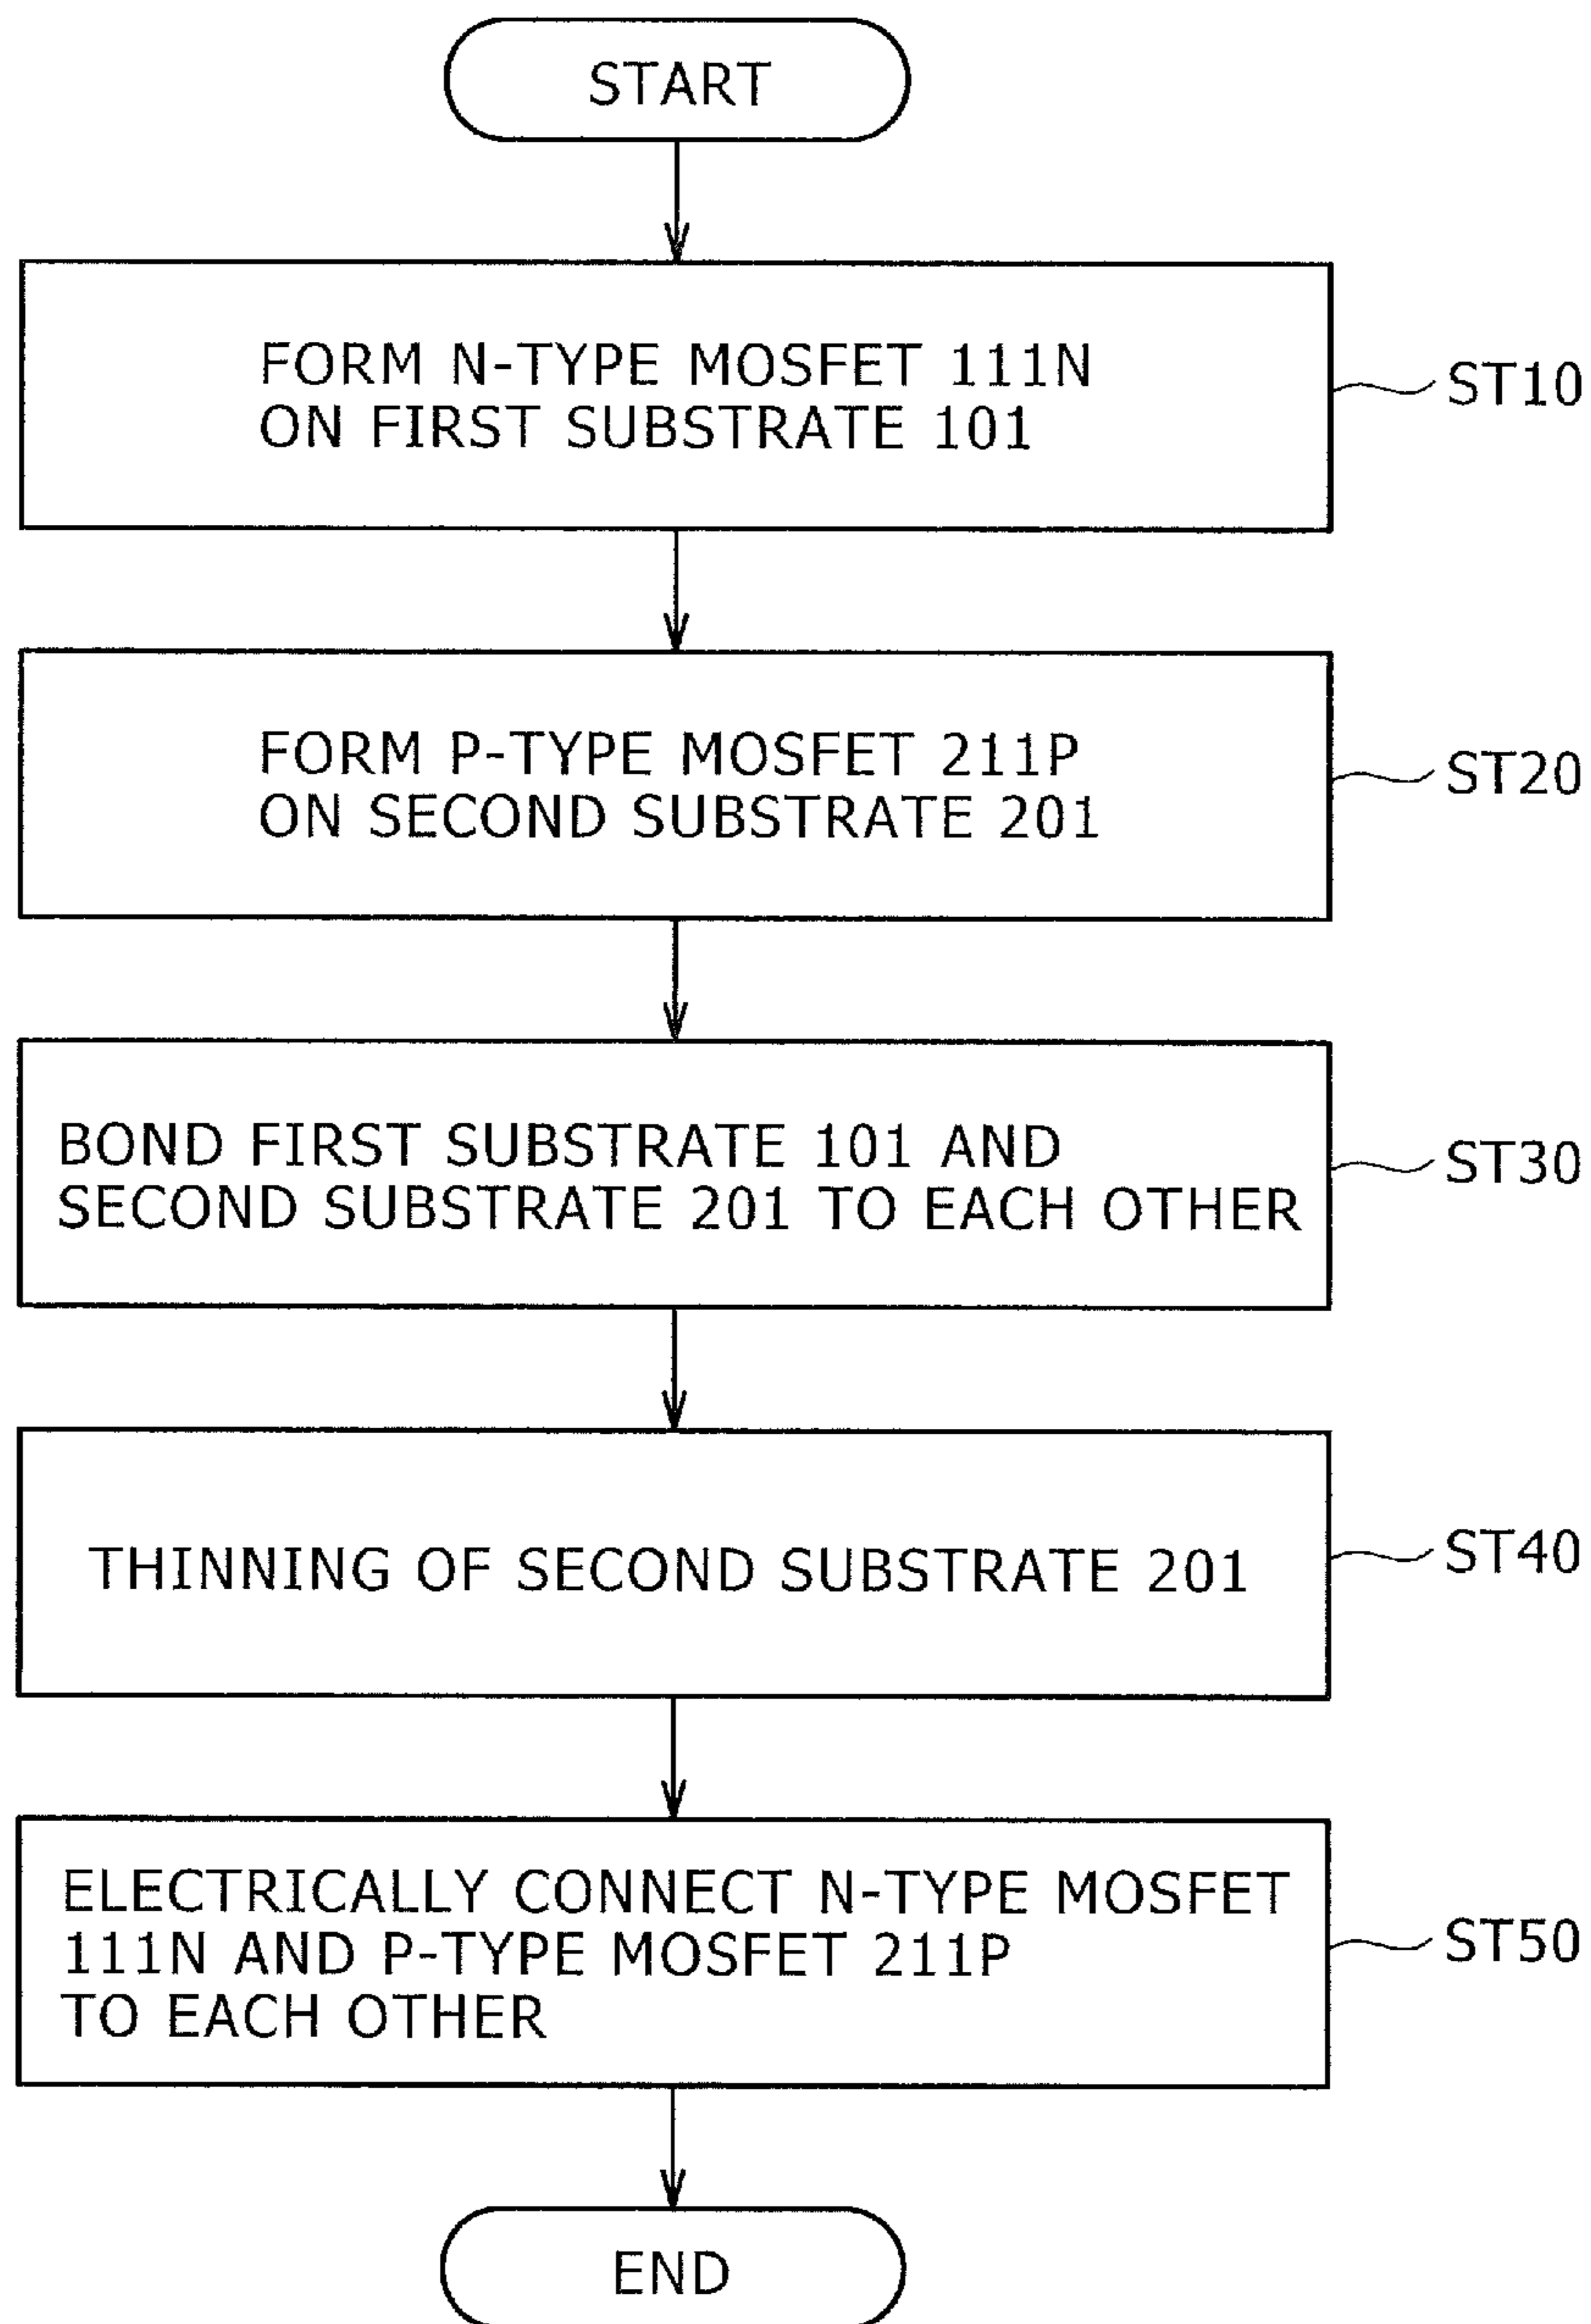 START
FORM N-TYPE MOSFET 111N
ON FIRST SUBSTRATE 101
ST10
FORM P-TYPE MOSFET 211P
ON SECOND SUBSTRATE 201
ST20
BOND FIRST SUBSTRATE 101 AND
SECOND SUBSTRATE 201 TO EACH OTHER
ST30
THINNING OF SECOND SUBSTRATE 201
ST40
ELECTRICALLY CONNECT N-TYPE MOSFET
111N AND P-TYPE MOSFET 211P
TO EACH OTHER
ST50
END